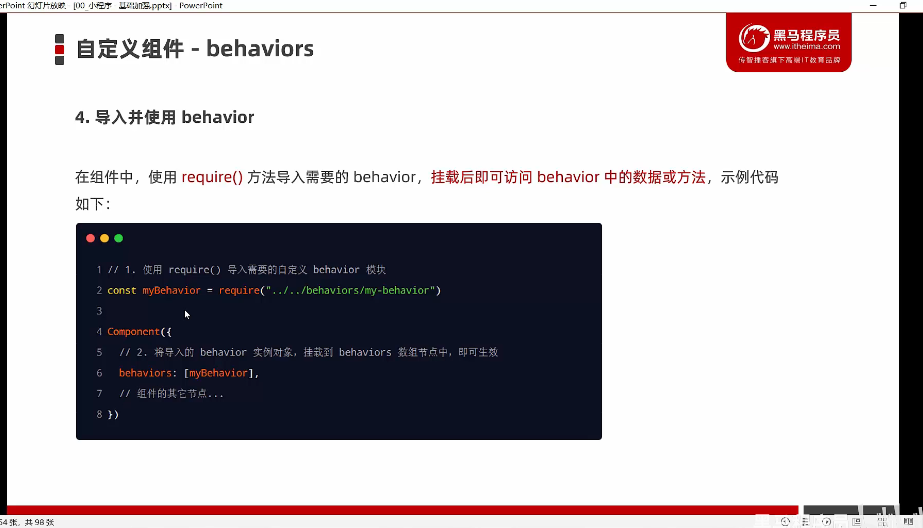 [00_小程序 - 基础加强.pptx] - PowerPoint
自定义组件 - behaviors
黑马程序员
www.itheima.com
传智播客旗下高端IT教育品牌
4. 导入并使用 behavior
在组件中，使用 require() 方法导入需要的 behavior，挂载后即可访问 behavior 中的数据或方法，示例代码
如下：
1 // 1. 使用 require() 导入需要的自定义 behavior 模块
2 const myBehavior = require("../../behaviors/my-behavior")
3
4 Component({
5 // 2. 将导入的 behavior 实例对象，挂载到 behaviors 数组节点中，即可生效
6 behaviors: [myBehavior],
7 // 组件的其它节点...
8 })
54 张，共 98 张